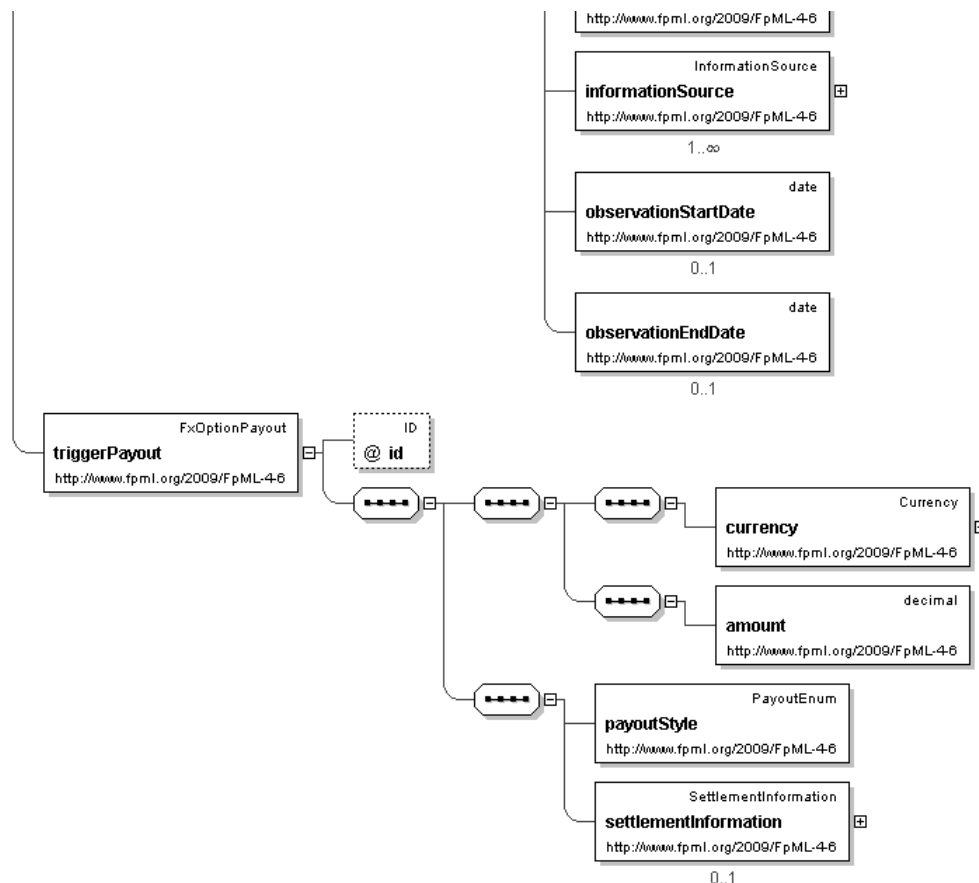 http://www.fpml.org/2009/FpML-4-6
InformationSource
informationSource
http://www.fpml.org/2009/FpML-4-6
1..∞
date
observationStartDate
http://www.fpml.org/2009/FpML-4-6
0..1
date
observationEndDate
http://www.fpml.org/2009/FpML-4-6
0..1
FxOptionPayout
triggerPayout
http://www.fpml.org/2009/FpML-4-6
ID
@ id
Currency
currency
http://www.fpml.org/2009/FpML-4-6
decimal
amount
http://www.fpml.org/2009/FpML-4-6
PayoutEnum
payoutStyle
http://www.fpml.org/2009/FpML-4-6
SettlementInformation
settlementInformation
http://www.fpml.org/2009/FpML-4-6
0..1